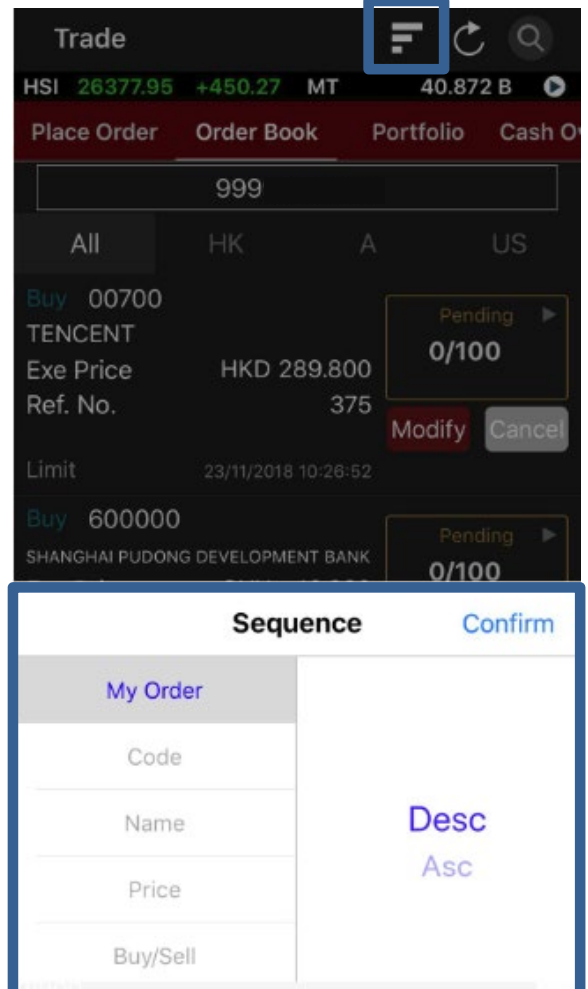 Trade
HSI 26377.95 +450.27 MT 40.872 B
Place Order Order Book Portfolio Cash O
999
All HK A US
Buy 00700
TENCENT
Pending
0/100
Exe Price HKD 289.800
Ref. No. 375
Modify Cancel
Limit 23/11/2018 10:26:52
Buy 600000
SHANGHAI PUDONG DEVELOPMENT BANK
Pending
0/100
Sequence Confirm
My Order
Code
Name
Price
Buy/Sell
Desc
Asc